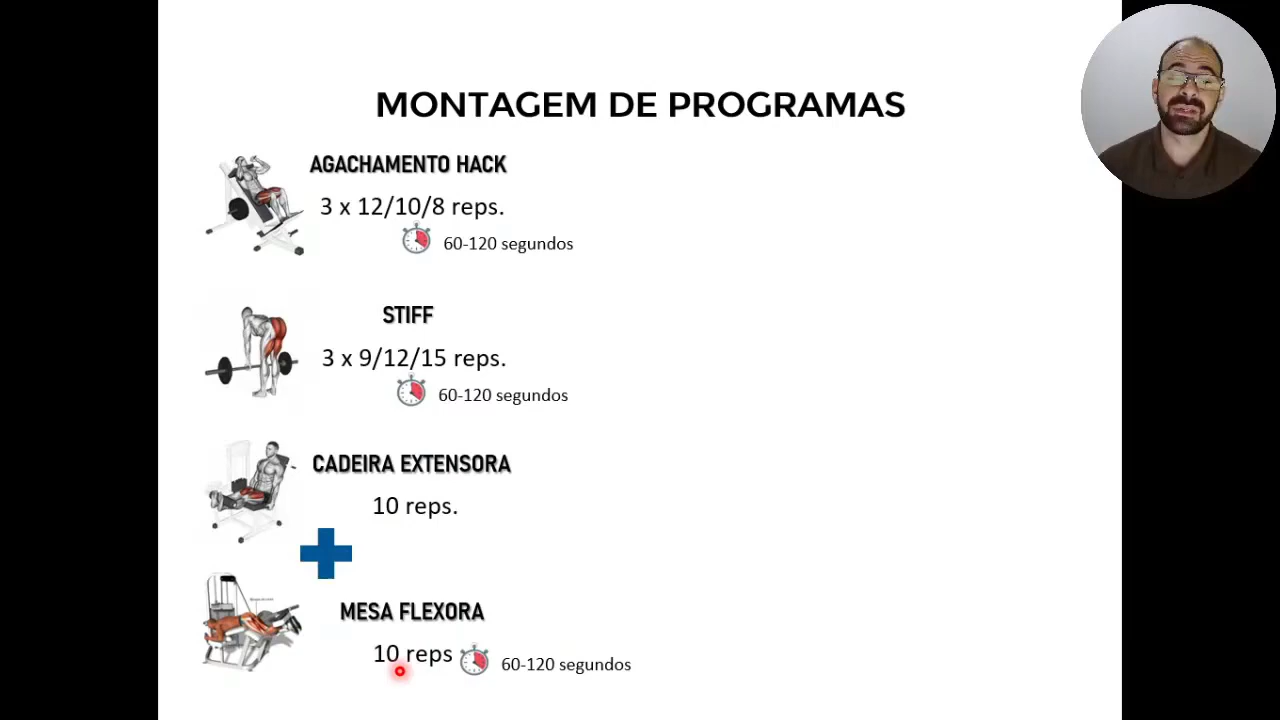 MONTAGEM DE PROGRAMAS
AGACHAMENTO HACK
3 x 12/10/8 reps.
60-120 segundos
STIFF
3 x 9/12/15 reps.
60-120 segundos
CADEIRA EXTENSORA
10 reps.
MESA FLEXORA
10 reps
60-120 segundos